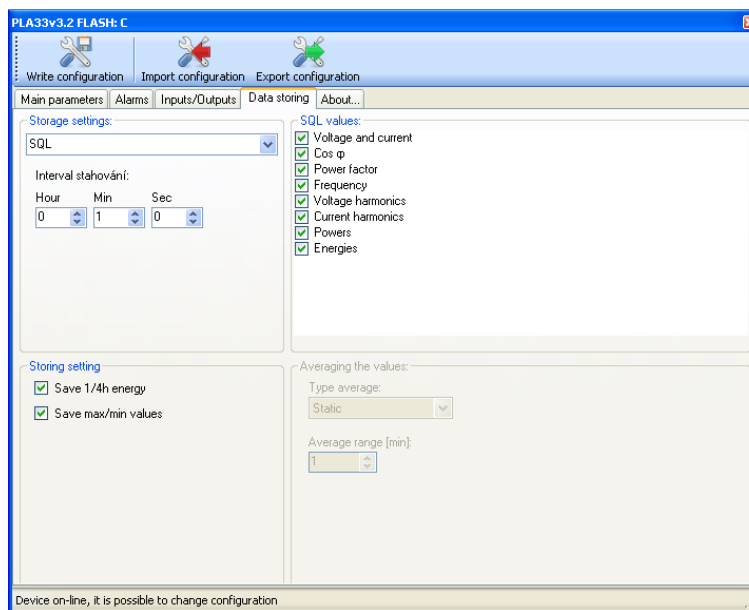 PLA33v3.2 FLASH: C
Write configuration Import configuration Export configuration
Main parameters Alarms Inputs/Outputs Data storing About...
Storage settings:
SQL
Interval stahování:
Hour Min Sec
0 1 0
SQL values:
Voltage and current
Cos φ
Power factor
Frequency
Voltage harmonics
Current harmonics
Powers
Energies
Storing setting
Save 1/4h energy
Save max/min values
Averaging the values:
Type average:
Static
Average range [min]:
1
Device on-line, it is possible to change configuration